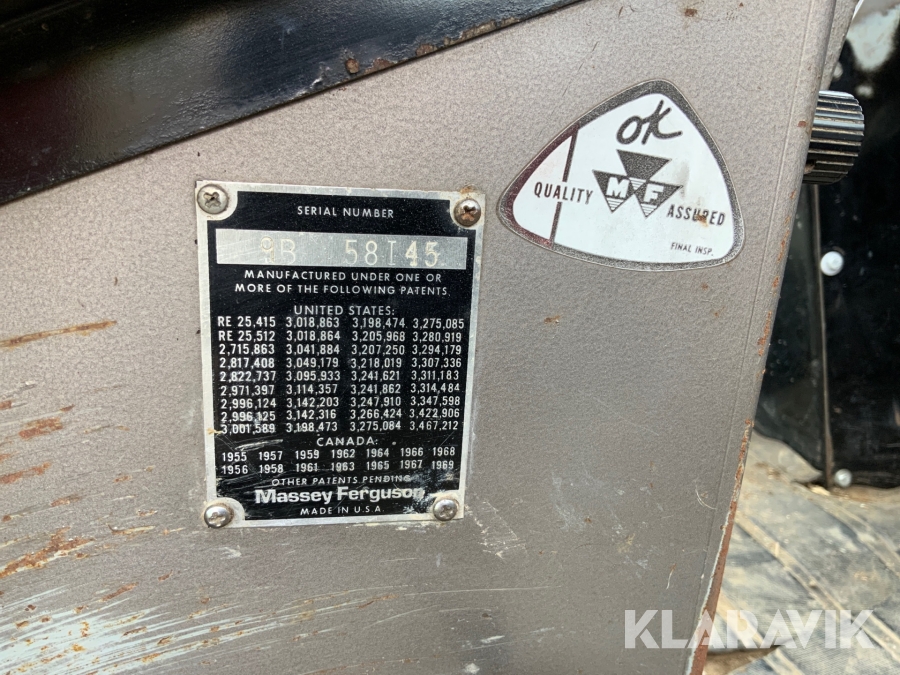 SERIAL NUMBER
9B 58145
MANUFACTURED UNDER ONE OR
MORE OF THE FOLLOWING PATENTS.
UNITED STATES:
RE 25,415 3,018,863 3,198,474 3,275,085
RE 25,512 3,018,864 3,205,968 3,280,919
2,715,863 3,041,884 3,207,250 3,294,179
2,817,408 3,049,179 3,218,019 3,307,336
2,822,737 3,095,933 3,241,621 3,311,183
2,971,397 3,114,357 3,241,862 3,314,484
2,996,124 3,142,203 3,247,910 3,347,598
2,996,125 3,142,316 3,266,424 3,422,906
3,001,589 3,198,473 3,275,084 3,467,212
CANADA:
1955 1957 1959 1962 1964 1966 1968
1956 1958 1961 1963 1965 1967 1969
OTHER PATENTS PENDING
Massey Ferguson
MADE IN U.S.A.
OK
QUALITY MF ASSURED
FINAL INSP.
KLARAVIK